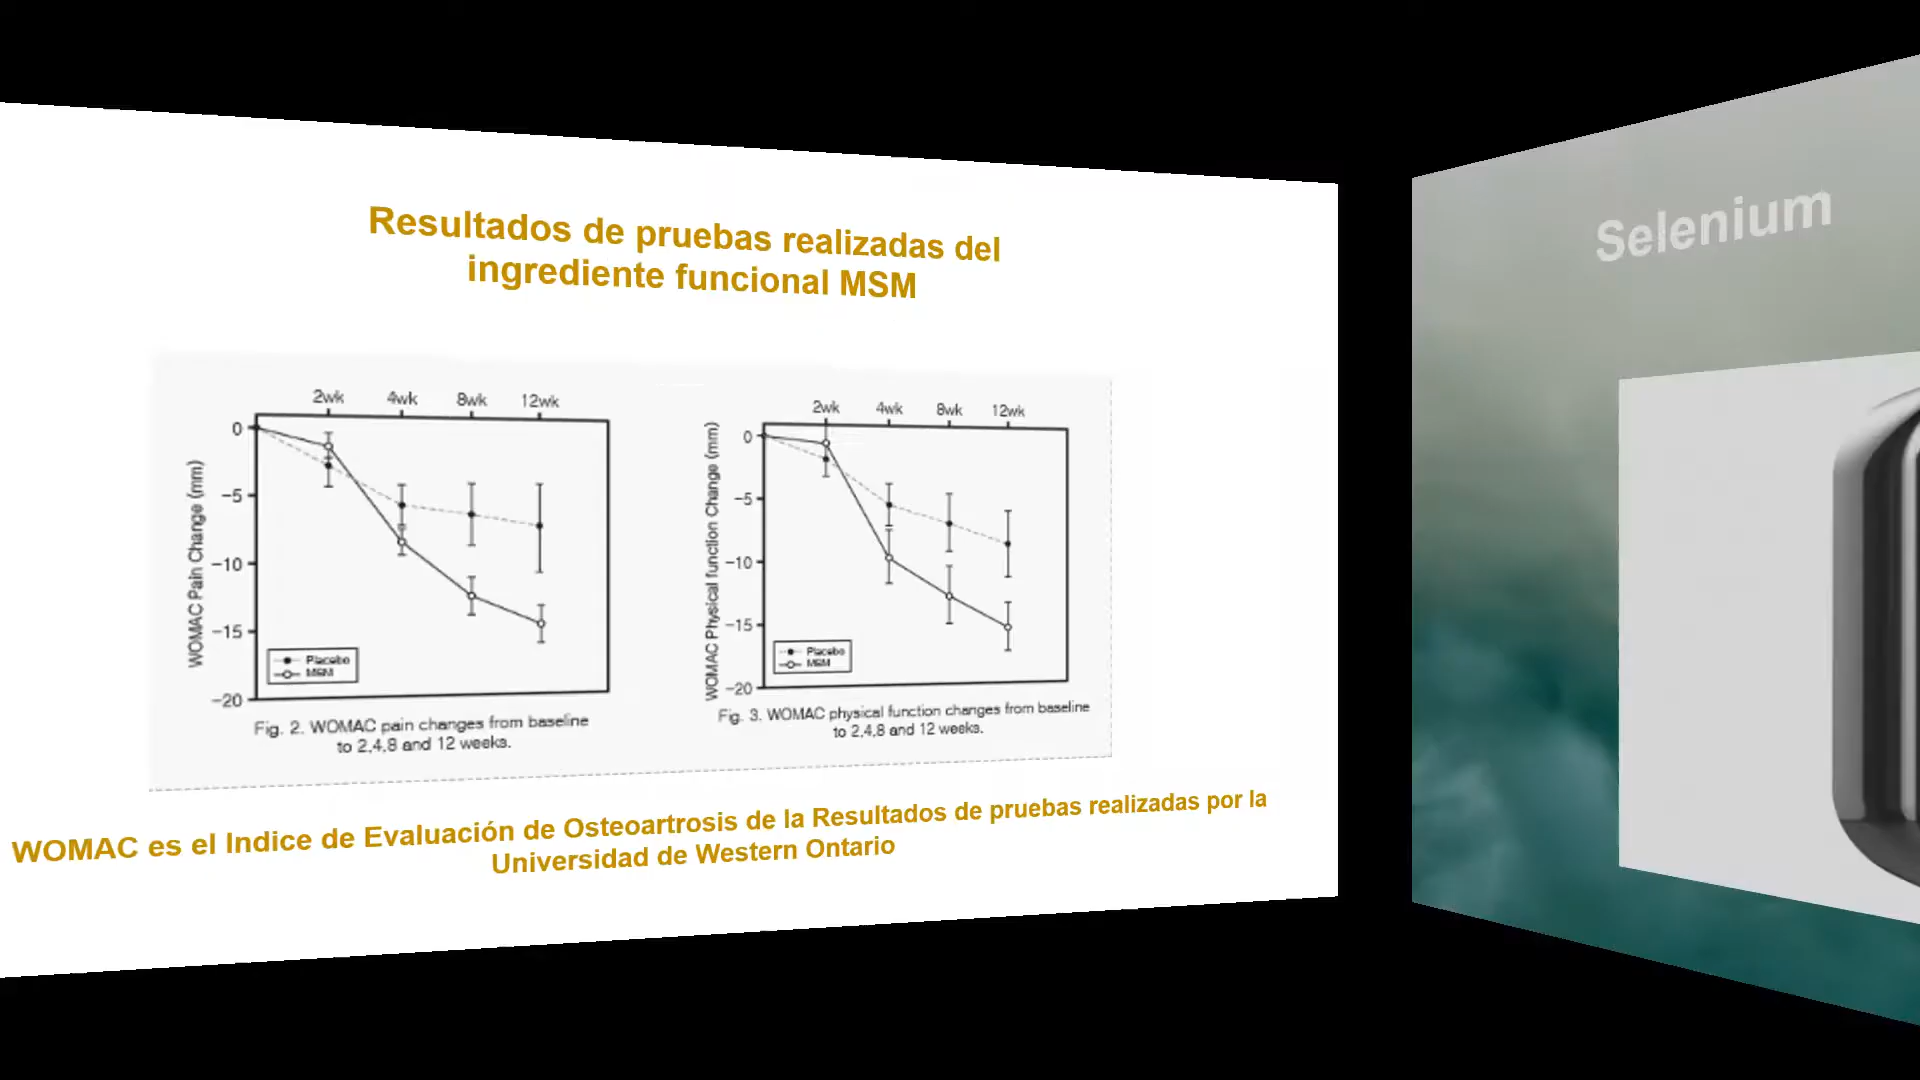 Resultados de pruebas realizadas del
ingrediente funcional MSM
2wk 4wk 8wk 12wk
0
−5
−10
−15
−20
WOMAC Pain Change (mm)
Placebo
MSM
Fig. 2. WOMAC pain changes from baseline
to 2,4,8 and 12 weeks.
2wk 4wk 8wk 12wk
0
−5
−10
−15
−20
WOMAC Physical function Change (mm)
Placebo
MSM
Fig. 3. WOMAC physical function changes from baseline
to 2,4,8 and 12 weeks.
WOMAC es el Indice de Evaluación de Osteoartrosis de la Resultados de pruebas realizadas por la
Universidad de Western Ontario
Selenium